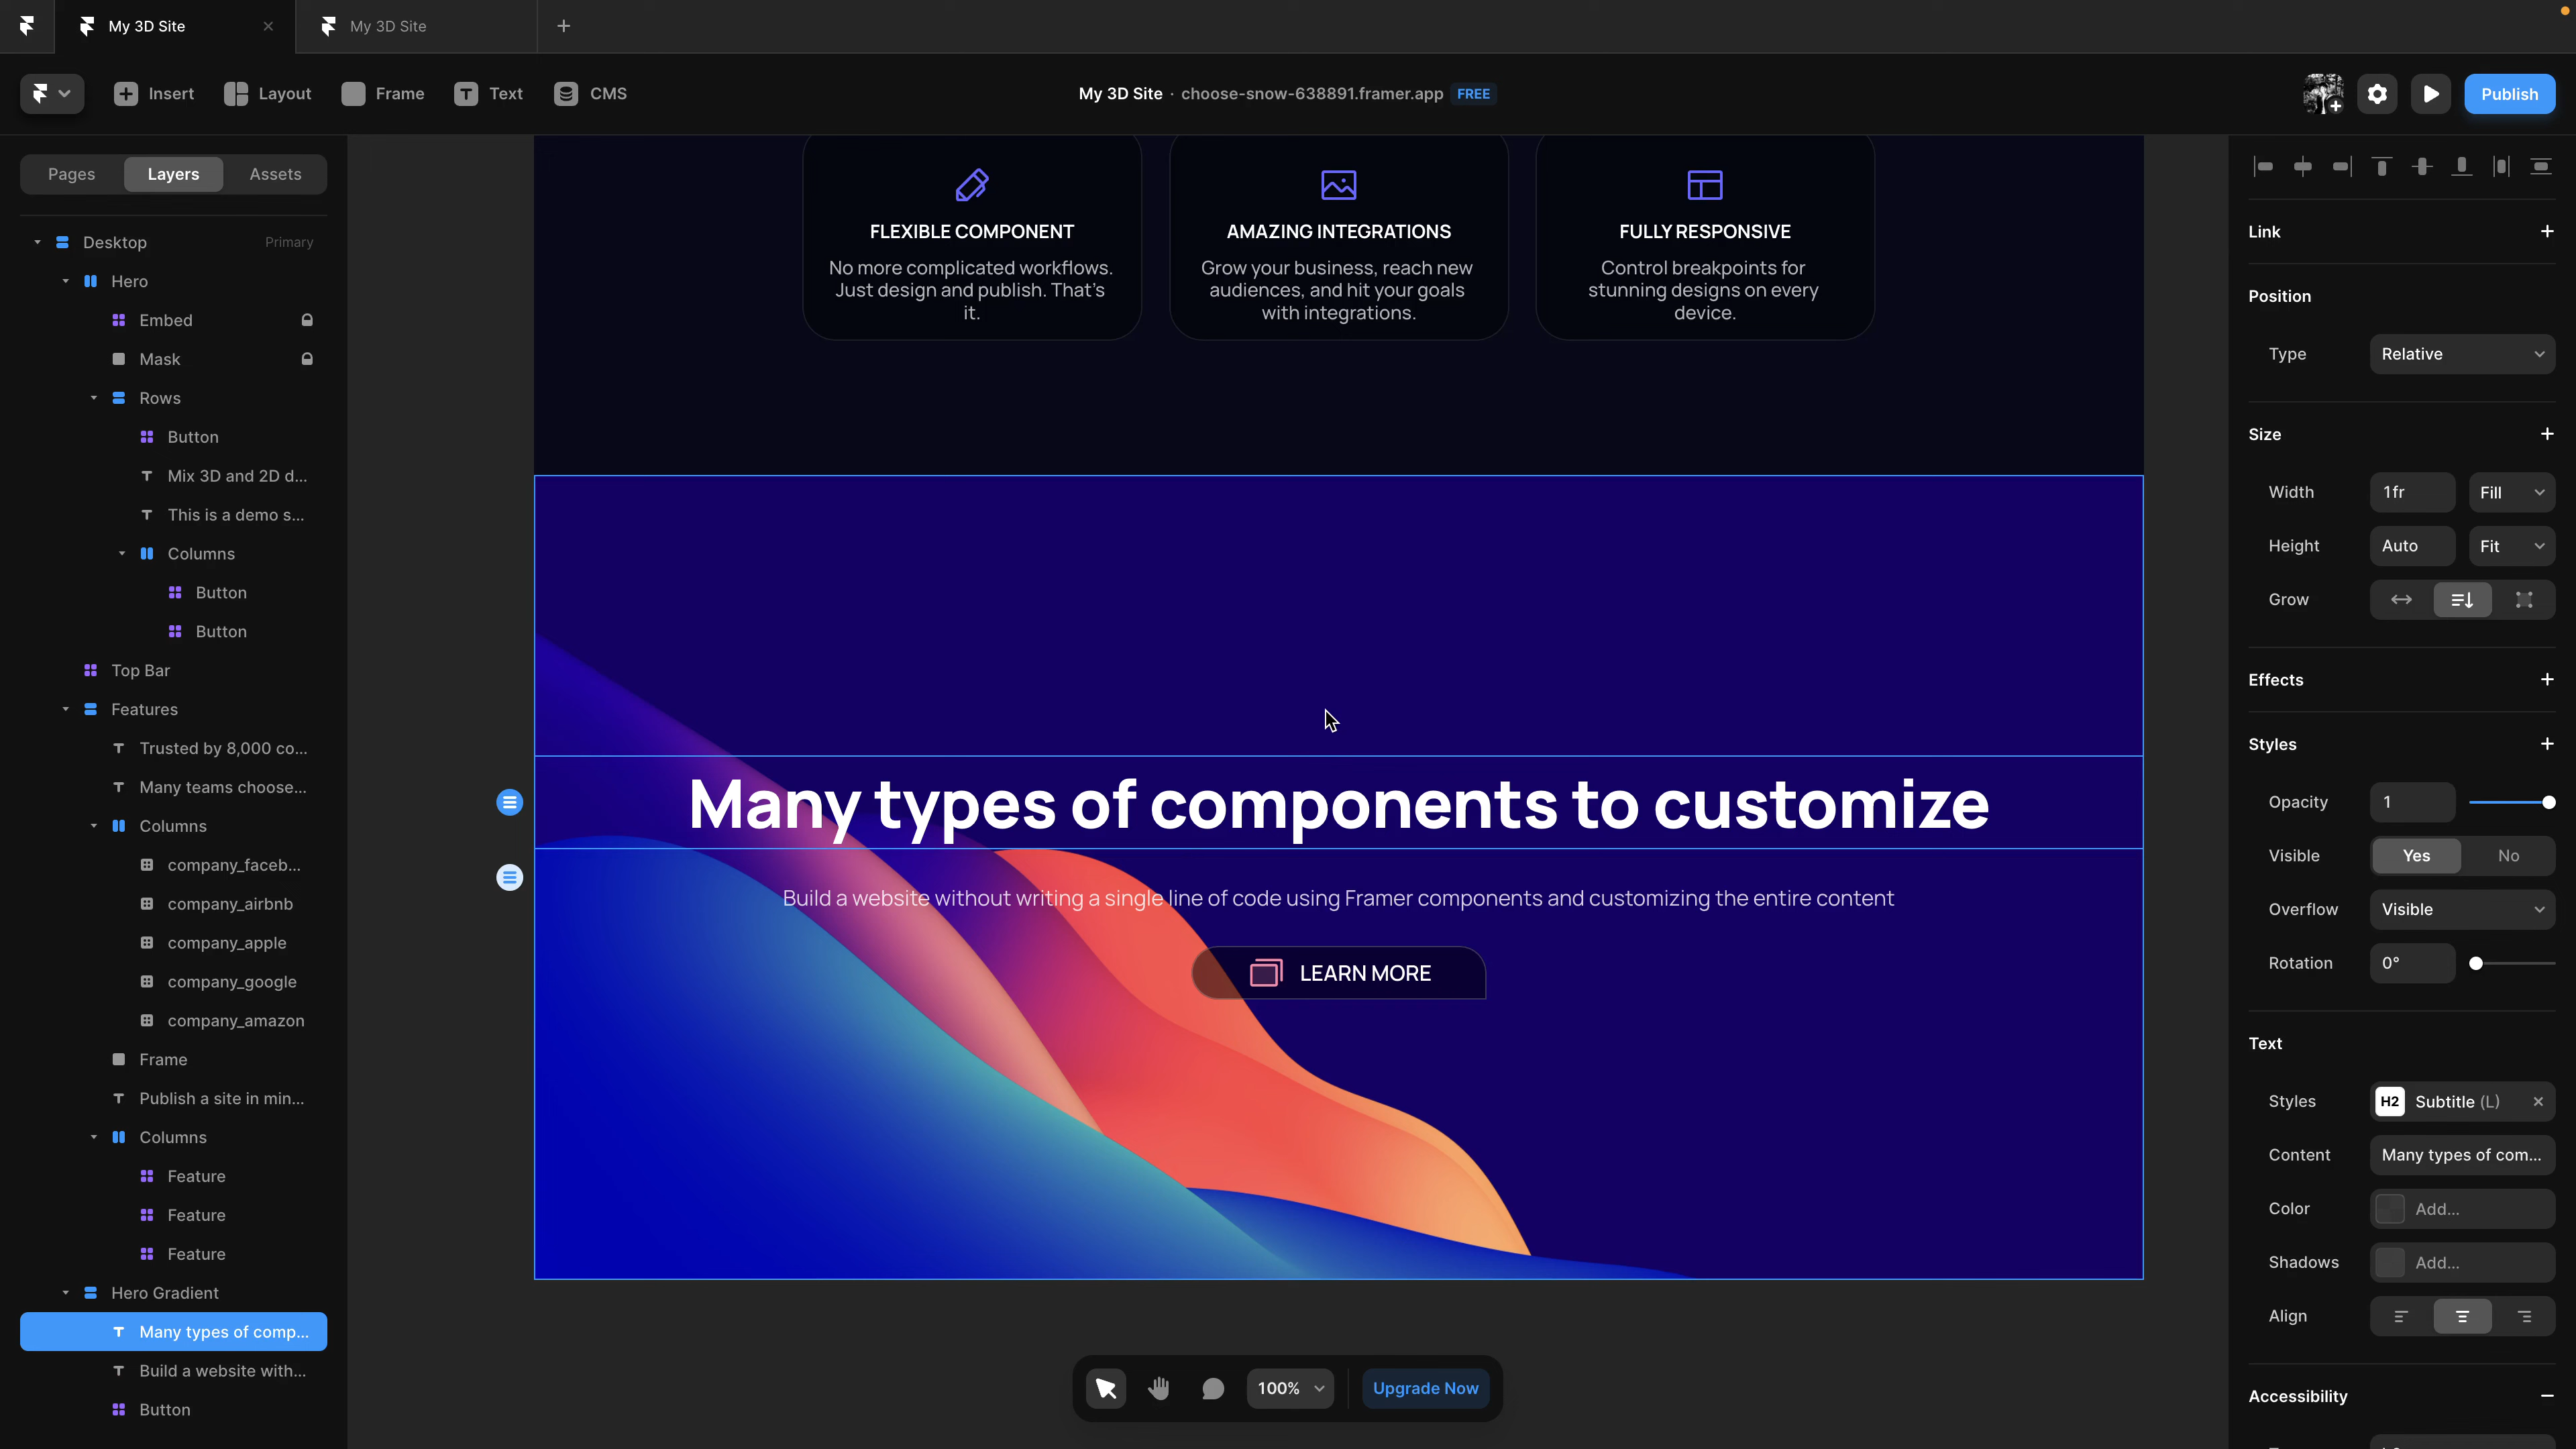 My 3D Site
My 3D Site
Insert
Layout
Frame
Text
CMS
My 3D Site · choose-snow-638891.framer.app FREE
Publish
Pages
Layers
Assets
Desktop Primary
Hero
Embed
Mask
Rows
Button
Mix 3D and 2D d...
This is a demo s...
Columns
Button
Button
Top Bar
Features
Trusted by 8,000 co...
Many teams choose...
Columns
company_faceb...
company_airbnb
company_apple
company_google
company_amazon
Frame
Publish a site in min...
Columns
Feature
Feature
Feature
Hero Gradient
Many types of comp...
Build a website with...
Button
FLEXIBLE COMPONENT
No more complicated workflows.
Just design and publish. That's
it.
AMAZING INTEGRATIONS
Grow your business, reach new
audiences, and hit your goals
with integrations.
FULLY RESPONSIVE
Control breakpoints for
stunning designs on every
device.
Many types of components to customize
Build a website without writing a single line of code using Framer components and customizing the entire content
LEARN MORE
100%
Upgrade Now
Link
Position
Type Relative
Size
Width 1fr Fill
Height Auto Fit
Grow
Effects
Styles
Opacity 1
Visible Yes No
Overflow Visible
Rotation 0°
Text
Styles H2 Subtitle (L)
Content Many types of com...
Color Add...
Shadows Add...
Align
Accessibility